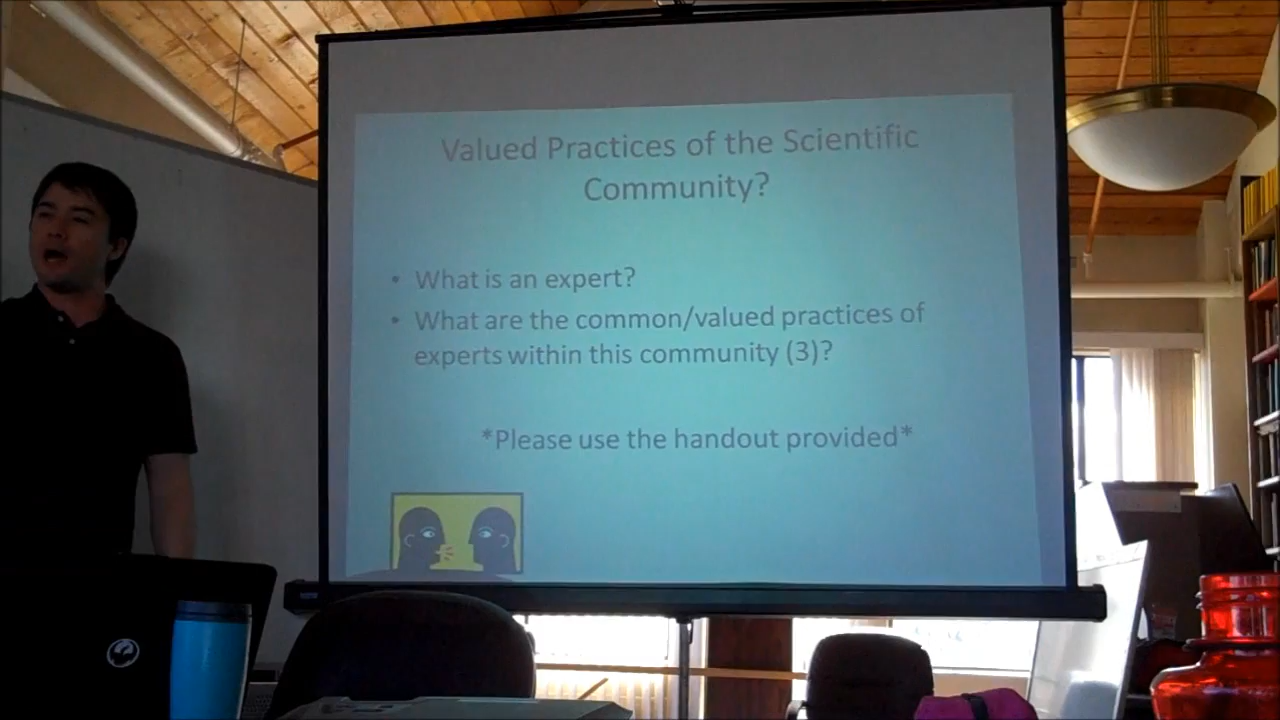 Valued Practices of the Scientific
Community?
• What is an expert?
• What are the common/valued practices of
experts within this community (3)?
*Please use the handout provided*